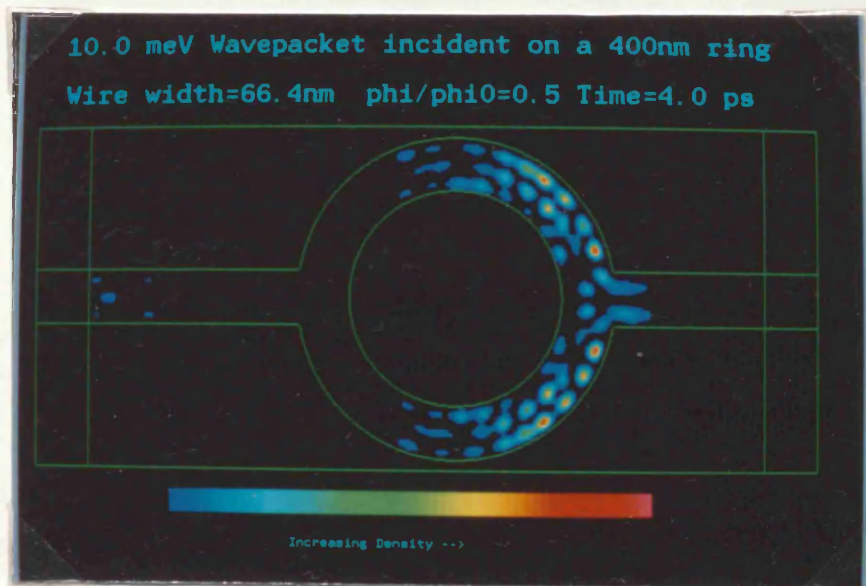 10.0 meV Wavepacket incident on a 400nm ring
Wire width=66.4nm phi/phi0=0.5 Time=4.0 ps
Increasing Density -->